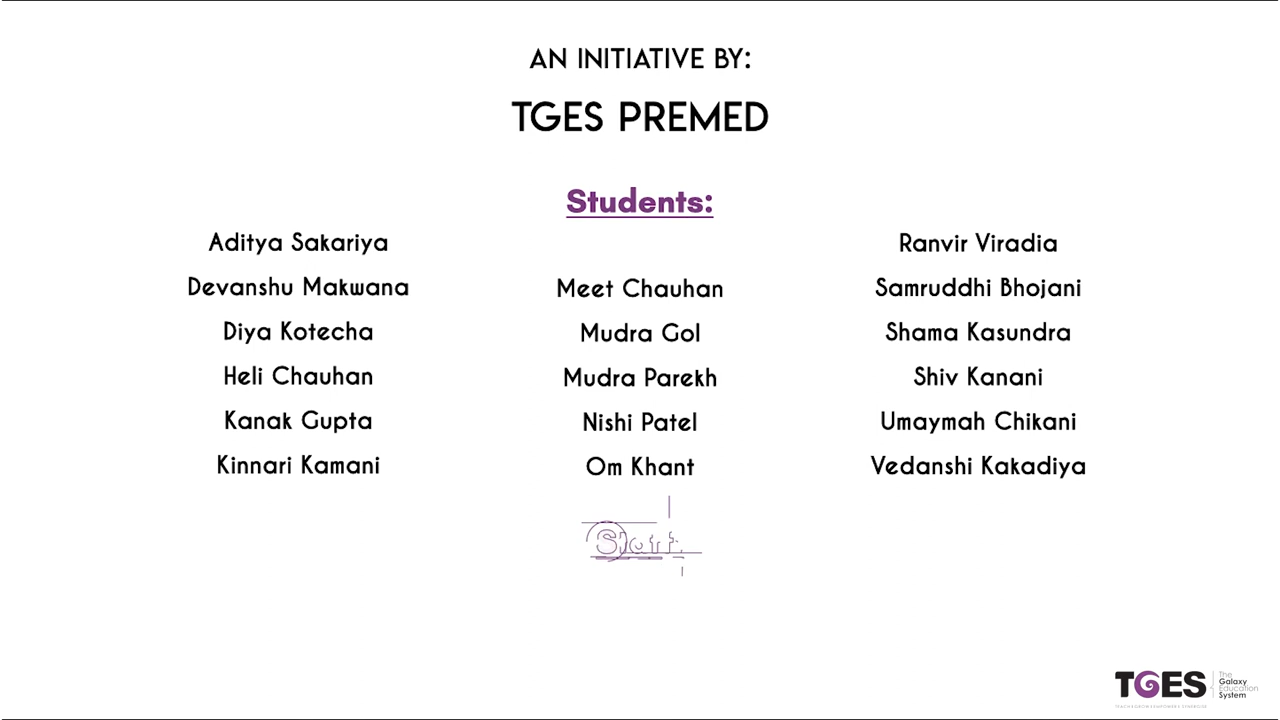 AN INITIATIVE BY:
TGES PREMED
Students:
Aditya Sakariya
Devanshu Makwana
Diya Kotecha
Heli Chauhan
Kanak Gupta
Kinnari Kamani
Meet Chauhan
Mudra Gol
Mudra Parekh
Nishi Patel
Om Khant
Ranvir Viradia
Samruddhi Bhojani
Shama Kasundra
Shiv Kanani
Umaymah Chikani
Vedanshi Kakadiya
TGES
The
Galaxy
Education
System